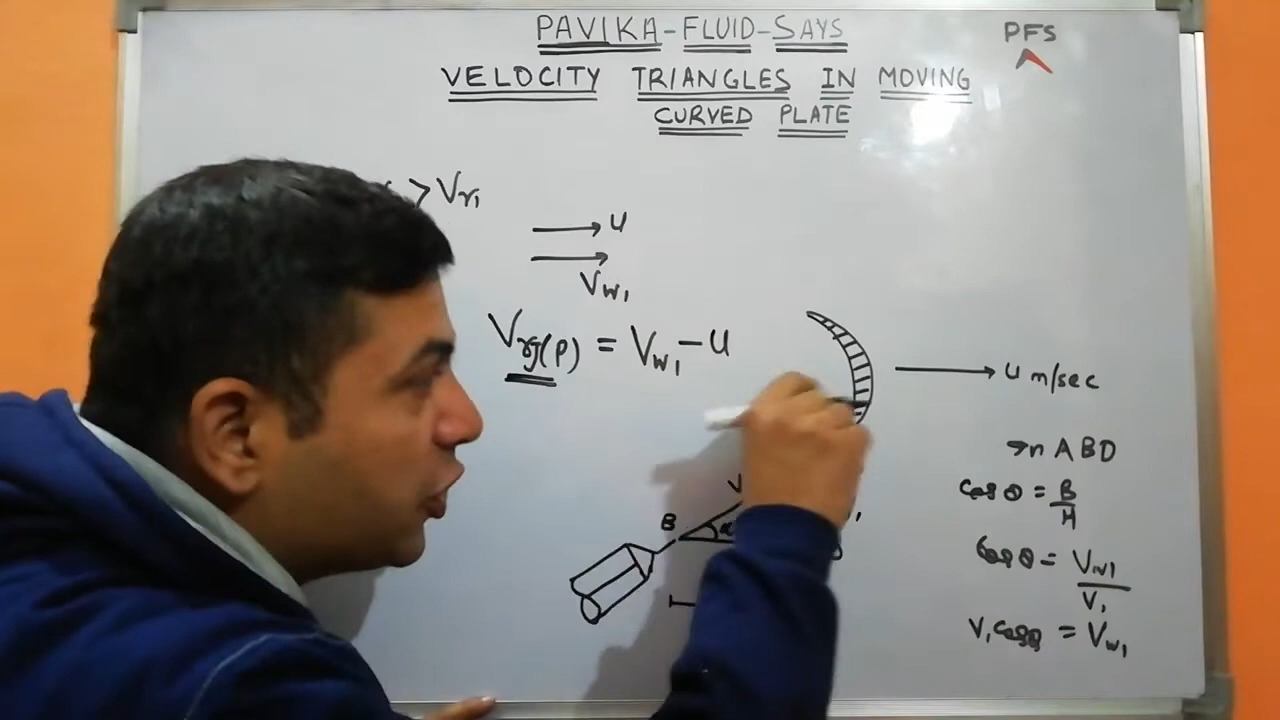 PAVIKA-FLUID-SAYS
PFS
VELOCITY TRIANGLES IN MOVING
CURVED PLATE
> Vr₁
u
Vw₁
Vrj(P) = Vw₁ - u
u m/sec
In ABD
Cos θ = B/H
B
V
Cos θ = Vw1/V₁
V₁ Cos θ = Vw₁